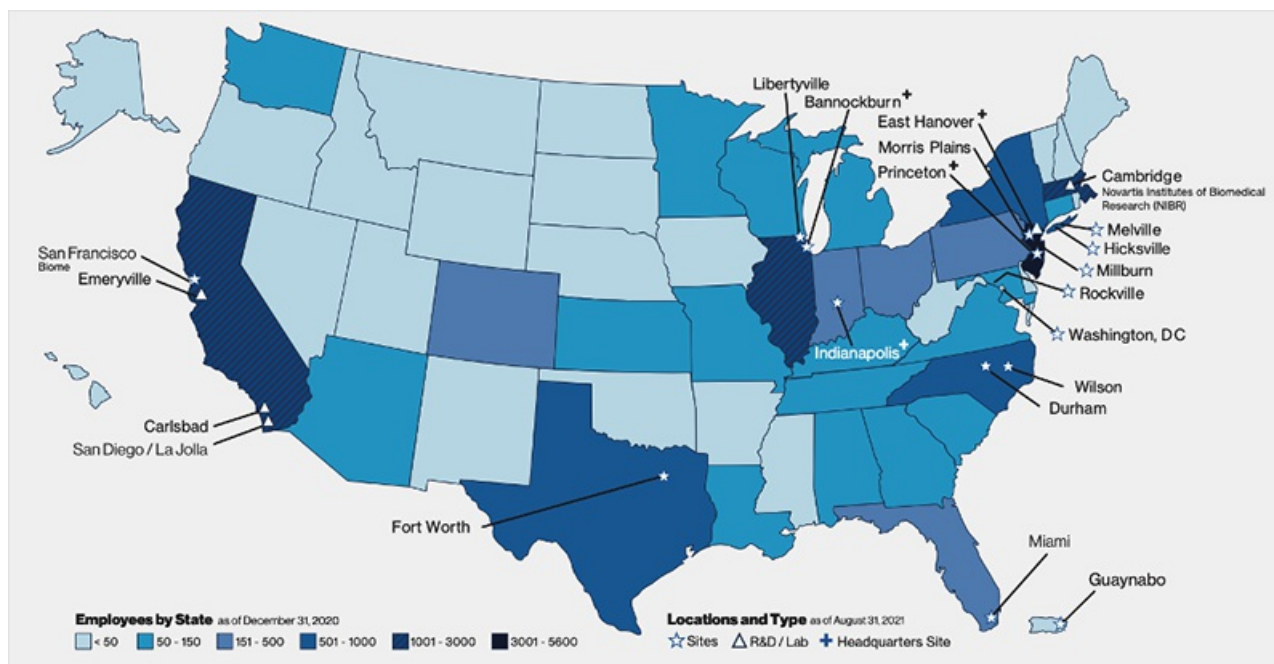 Libertyville
Bannockburn+
East Hanover+
Morris Plains
Princeton+
Cambridge
Novartis Institutes of Biomedical
Research (NIBR)
Melville
Hicksville
Millburn
Rockville
Washington, DC
San Francisco
Biome
Emeryville
Indianapolis+
Wilson
Durham
Carlsbad
San Diego / La Jolla
Fort Worth
Miami
Guaynabo
Employees by State as of December 31, 2020
< 50 50 - 150 151 - 500 501 - 1000 1001 - 3000 3001 - 5600
Locations and Type as of August 31, 2021
Sites R&D / Lab Headquarters Site